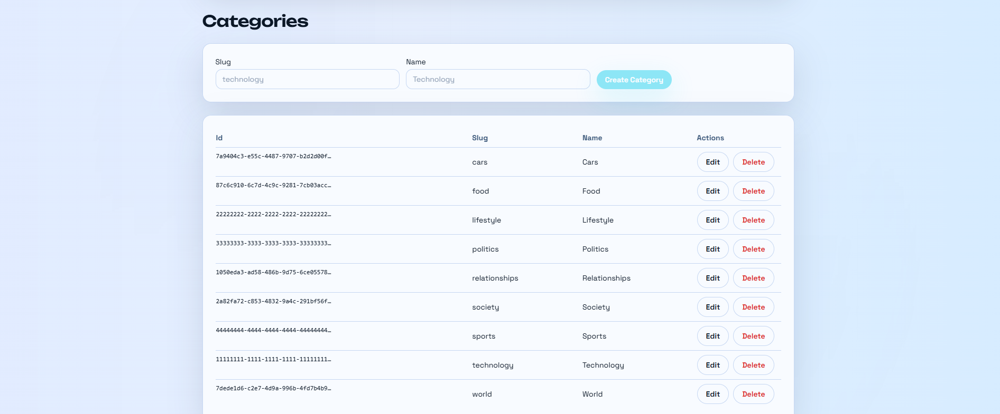 Categories
Slug Name
technology Technology Create Category
Id Slug Name Actions
7a9404c3-e55c-4487-9707-b2d2d00f… cars Cars Edit Delete
87c6c910-6c7d-4c9c-9281-7cb03acc… food Food Edit Delete
22222222-2222-2222-2222-22222222… lifestyle Lifestyle Edit Delete
33333333-3333-3333-3333-33333333… politics Politics Edit Delete
1050eda3-ad58-486b-9d75-6ce05578… relationships Relationships Edit Delete
2a82fa72-c853-4832-9a4c-291bf56f… society Society Edit Delete
44444444-4444-4444-4444-44444444… sports Sports Edit Delete
11111111-1111-1111-1111-11111111… technology Technology Edit Delete
7dede1d6-c2e7-4d9a-996b-4fd7b4b9… world World Edit Delete